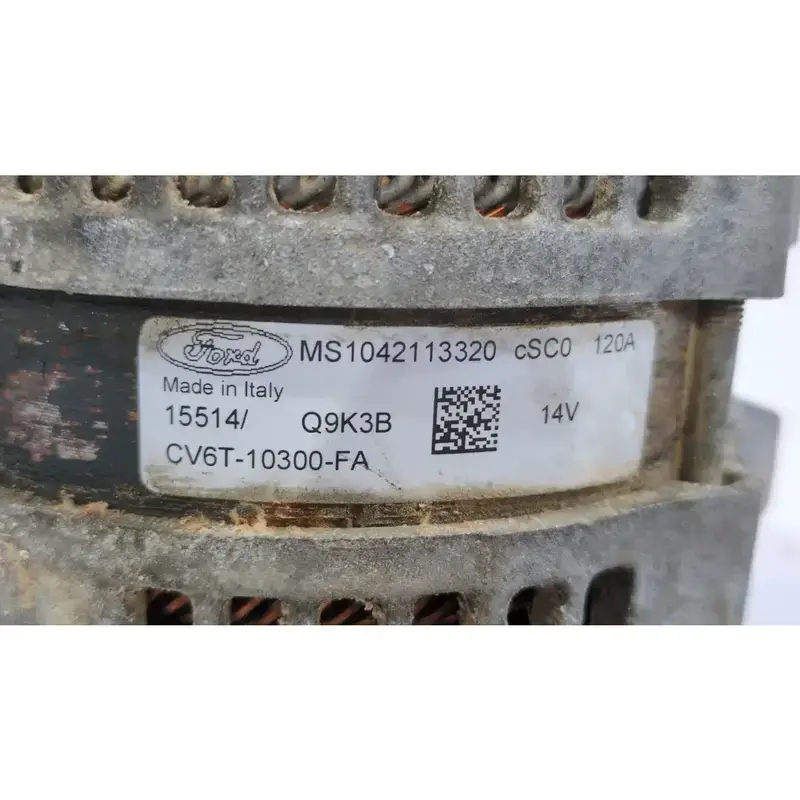 Ford MS1042113320 cSC0 120A
Made in Italy
15514/ Q9K3B 14V
CV6T-10300-FA